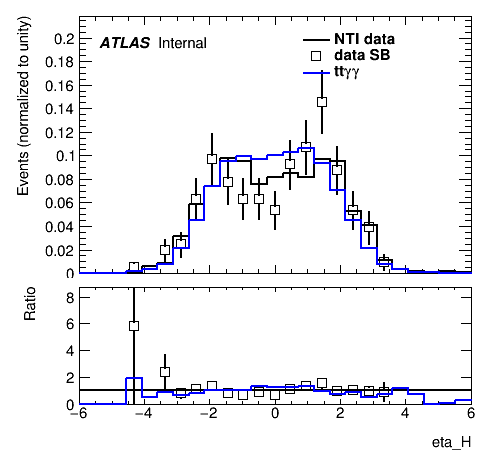 ATLAS Internal
NTI data
data SB
ttγγ
Events (normalized to unity)
0.2
0.18
0.16
0.14
0.12
0.1
0.08
0.06
0.04
0.02
0
Ratio
8
6
4
2
0
−6 −4 −2 0 2 4 6
eta_H